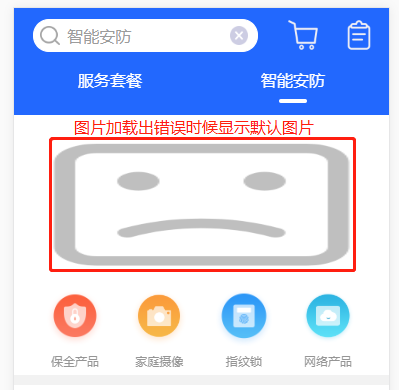 智能安防
服务套餐 智能安防
图片加载出错误时候显示默认图片
保全产品 家庭摄像 指纹锁 网络产品